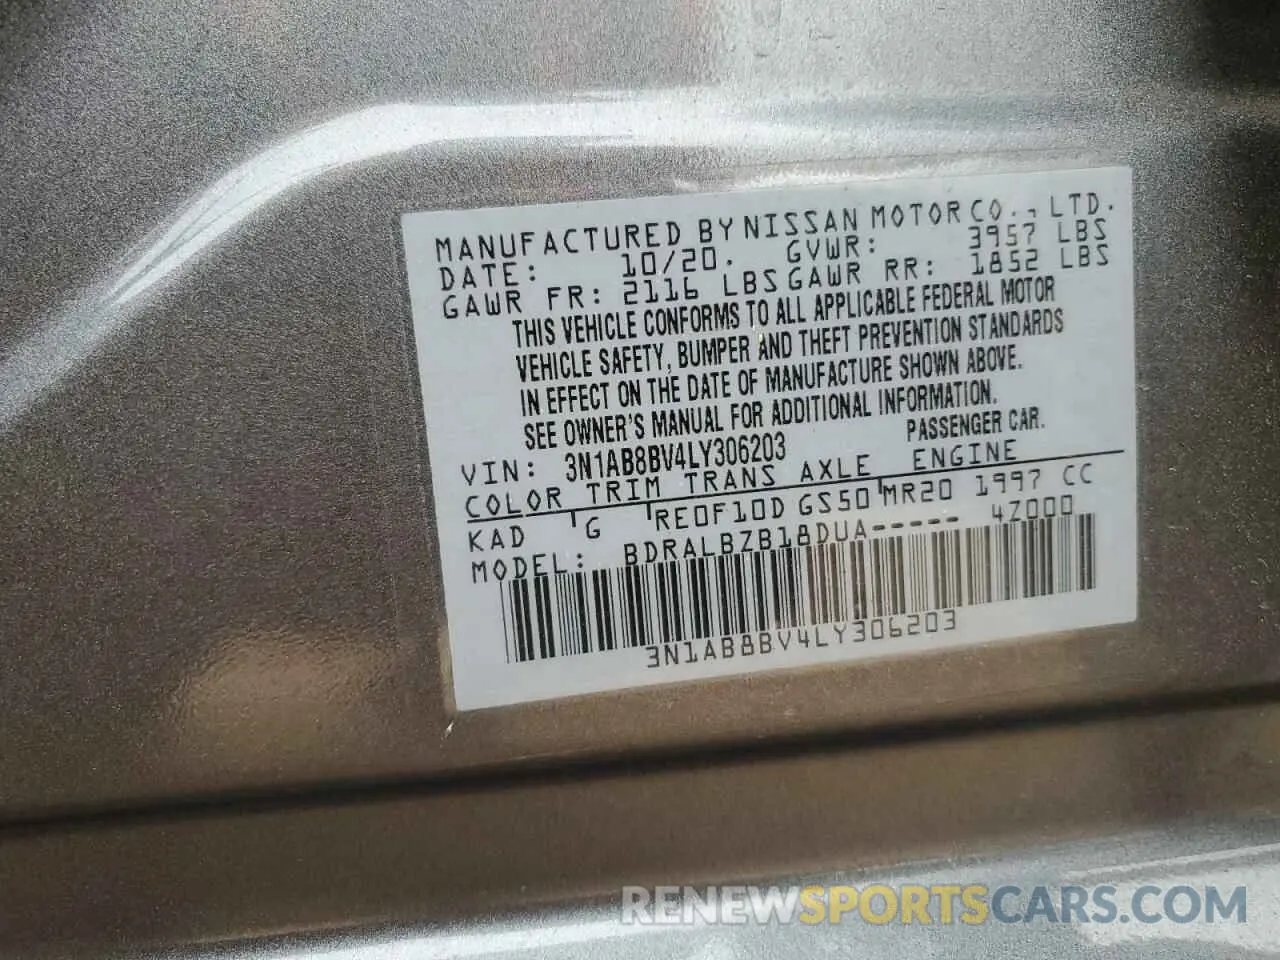 MANUFACTURED BY NISSAN MOTOR CO., LTD.
DATE: 10/20. GVWR: 3957 LBS
GAWR FR: 2116 LBS GAWR RR: 1852 LBS
THIS VEHICLE CONFORMS TO ALL APPLICABLE FEDERAL MOTOR
VEHICLE SAFETY, BUMPER AND THEFT PREVENTION STANDARDS
IN EFFECT ON THE DATE OF MANUFACTURE SHOWN ABOVE.
SEE OWNER'S MANUAL FOR ADDITIONAL INFORMATION.
VIN: 3N1AB8BV4LY306203 PASSENGER CAR.
COLOR TRIM TRANS AXLE ENGINE
KAD G RE0F10D GS50 MR20 1997 CC
MODEL: BDRALBZB18DUA----- 4Z000
3N1AB8BV4LY306203
RENEWSPORTSCARS.COM